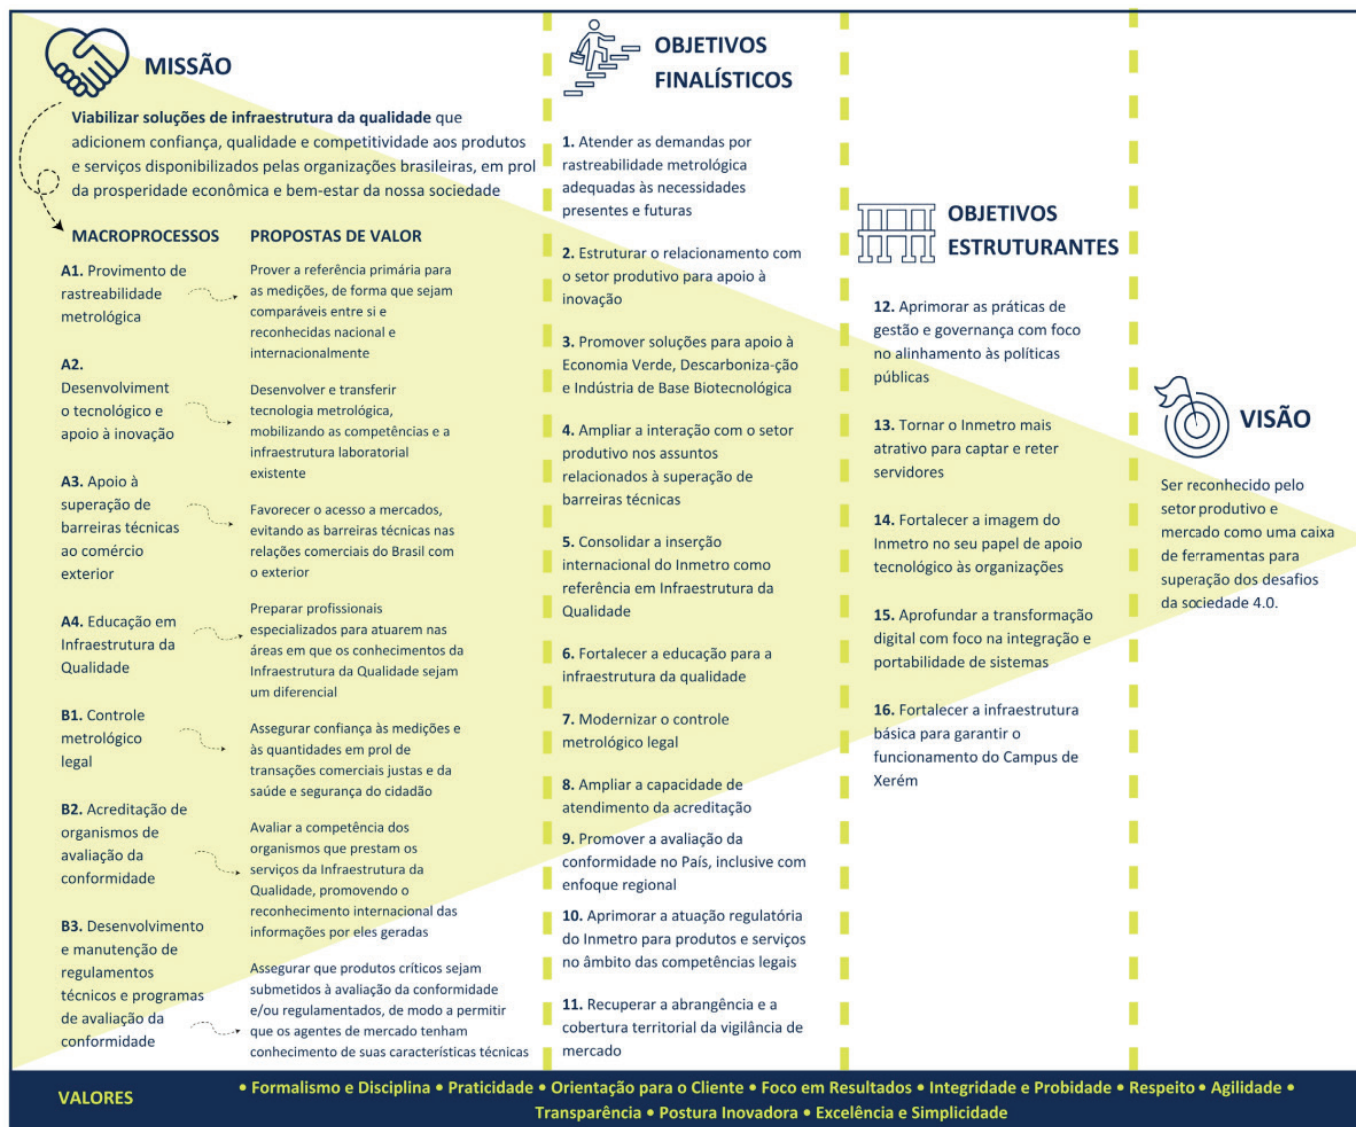 MISSÃO
Viabilizar soluções de infraestrutura da qualidade que
adicionem confiança, qualidade e competitividade aos produtos
e serviços disponibilizados pelas organizações brasileiras, em prol
da prosperidade econômica e bem-estar da nossa sociedade
MACROPROCESSOS
PROPOSTAS DE VALOR
A1. Provimento de
rastreabilidade
metrológica
Prover a referência primária para
as medições, de forma que sejam
comparáveis entre si e
reconhecidas nacional e
internacionalmente
A2.
Desenvolviment
o tecnológico e
apoio à inovação
Desenvolver e transferir
tecnologia metrológica,
mobilizando as competências e a
infraestrutura laboratorial
existente
A3. Apoio à
superação de
barreiras técnicas
ao comércio
exterior
Favorecer o acesso a mercados,
evitando as barreiras técnicas nas
relações comerciais do Brasil com
o exterior
A4. Educação em
Infraestrutura da
Qualidade
Preparar profissionais
especializados para atuarem nas
áreas em que os conhecimentos da
Infraestrutura da Qualidade sejam
um diferencial
B1. Controle
metrológico
legal
Assegurar confiança às medições e
às quantidades em prol de
transações comerciais justas e da
saúde e segurança do cidadão
B2. Acreditação de
organismos de
avaliação da
conformidade
Avaliar a competência dos
organismos que prestam os
serviços da Infraestrutura da
Qualidade, promovendo o
reconhecimento internacional das
informações por eles geradas
B3. Desenvolvimento
e manutenção de
regulamentos
técnicos e programas
de avaliação da
conformidade
Assegurar que produtos críticos sejam
submetidos à avaliação da conformidade
e/ou regulamentados, de modo a permitir
que os agentes de mercado tenham
conhecimento de suas características técnicas
OBJETIVOS
FINALÍSTICOS
1. Atender as demandas por
rastreabilidade metrológica
adequadas às necessidades
presentes e futuras
2. Estruturar o relacionamento com
o setor produtivo para apoio à
inovação
3. Promover soluções para apoio à
Economia Verde, Descarboniza-ção
e Indústria de Base Biotecnológica
4. Ampliar a interação com o setor
produtivo nos assuntos
relacionados à superação de
barreiras técnicas
5. Consolidar a inserção
internacional do Inmetro como
referência em Infraestrutura da
Qualidade
6. Fortalecer a educação para a
infraestrutura da qualidade
7. Modernizar o controle
metrológico legal
8. Ampliar a capacidade de
atendimento da acreditação
9. Promover a avaliação da
conformidade no País, inclusive com
enfoque regional
10. Aprimorar a atuação regulatória
do Inmetro para produtos e serviços
no âmbito das competências legais
11. Recuperar a abrangência e a
cobertura territorial da vigilância de
mercado
OBJETIVOS
ESTRUTURANTES
12. Aprimorar as práticas de
gestão e governança com foco
no alinhamento às políticas
públicas
13. Tornar o Inmetro mais
atrativo para captar e reter
servidores
14. Fortalecer a imagem do
Inmetro no seu papel de apoio
tecnológico às organizações
15. Aprofundar a transformação
digital com foco na integração e
portabilidade de sistemas
16. Fortalecer a infraestrutura
básica para garantir o
funcionamento do Campus de
Xerém
VISÃO
Ser reconhecido pelo
setor produtivo e
mercado como uma caixa
de ferramentas para
superação dos desafios
da sociedade 4.0.
VALORES
• Formalismo e Disciplina • Praticidade • Orientação para o Cliente • Foco em Resultados • Integridade e Probidade • Respeito • Agilidade •
Transparência • Postura Inovadora • Excelência e Simplicidade